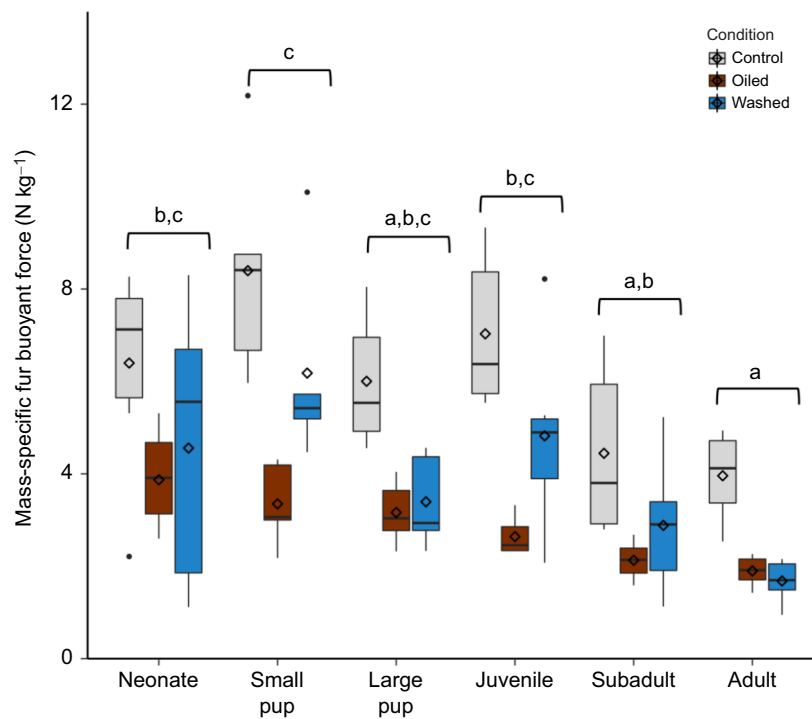 Condition
Control
Oiled
Washed
Mass-specific fur buoyant force (N kg⁻¹)
12
8
4
0
b,c
c
a,b,c
b,c
a,b
a
Neonate
Small
pup
Large
pup
Juvenile
Subadult
Adult